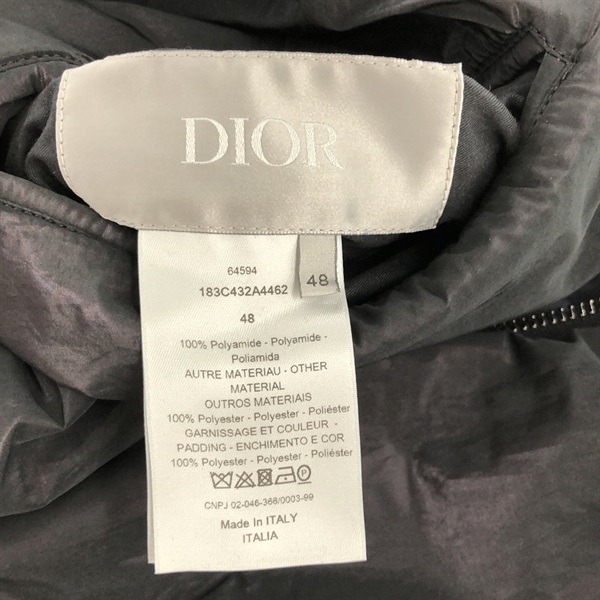 DIOR
48
64594
183C432A4462
48
100% Polyamide - Polyamide -
Poliamida
AUTRE MATERIAU - OTHER
MATERIAL
OUTROS MATERIAIS
100% Polyester - Polyester - Poliéster
GARNISSAGE ET COULEUR -
PADDING - ENCHIMENTO E COR
100% Polyester - Polyester - Poliéster
CNPJ 02-046-366/0003-99
Made In ITALY
ITALIA